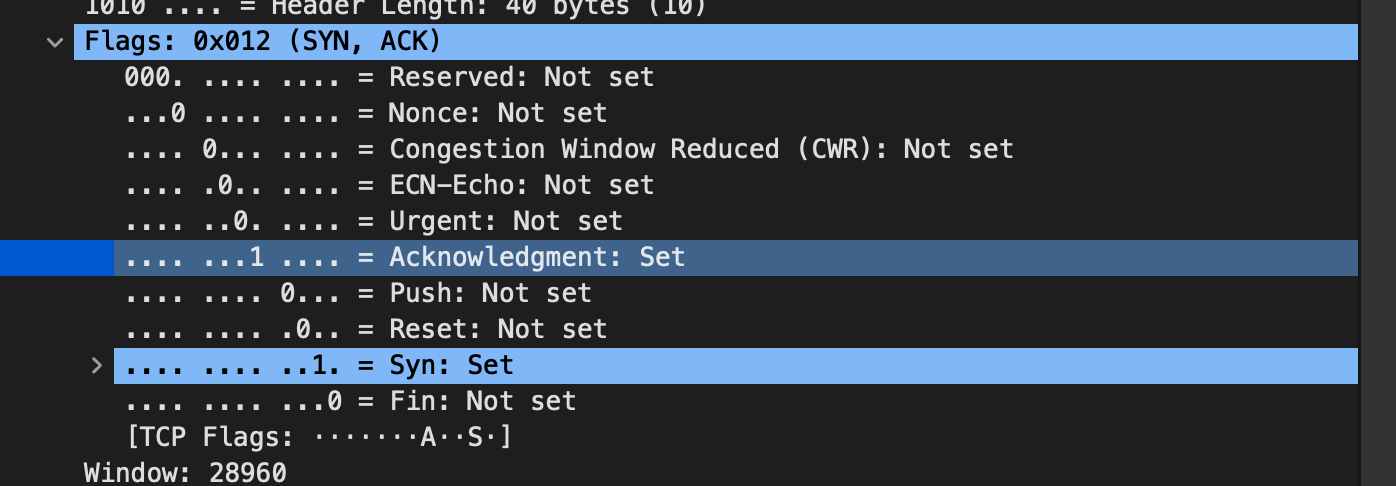 1010 .... = Header Length: 40 bytes (10)
Flags: 0x012 (SYN, ACK)
000. .... .... = Reserved: Not set
...0 .... .... = Nonce: Not set
.... 0... .... = Congestion Window Reduced (CWR): Not set
.... .0.. .... = ECN-Echo: Not set
.... ..0. .... = Urgent: Not set
.... ...1 .... = Acknowledgment: Set
.... .... 0... = Push: Not set
.... .... .0.. = Reset: Not set
.... .... ..1. = Syn: Set
.... .... ...0 = Fin: Not set
[TCP Flags: ·······A··S·]
Window: 28960